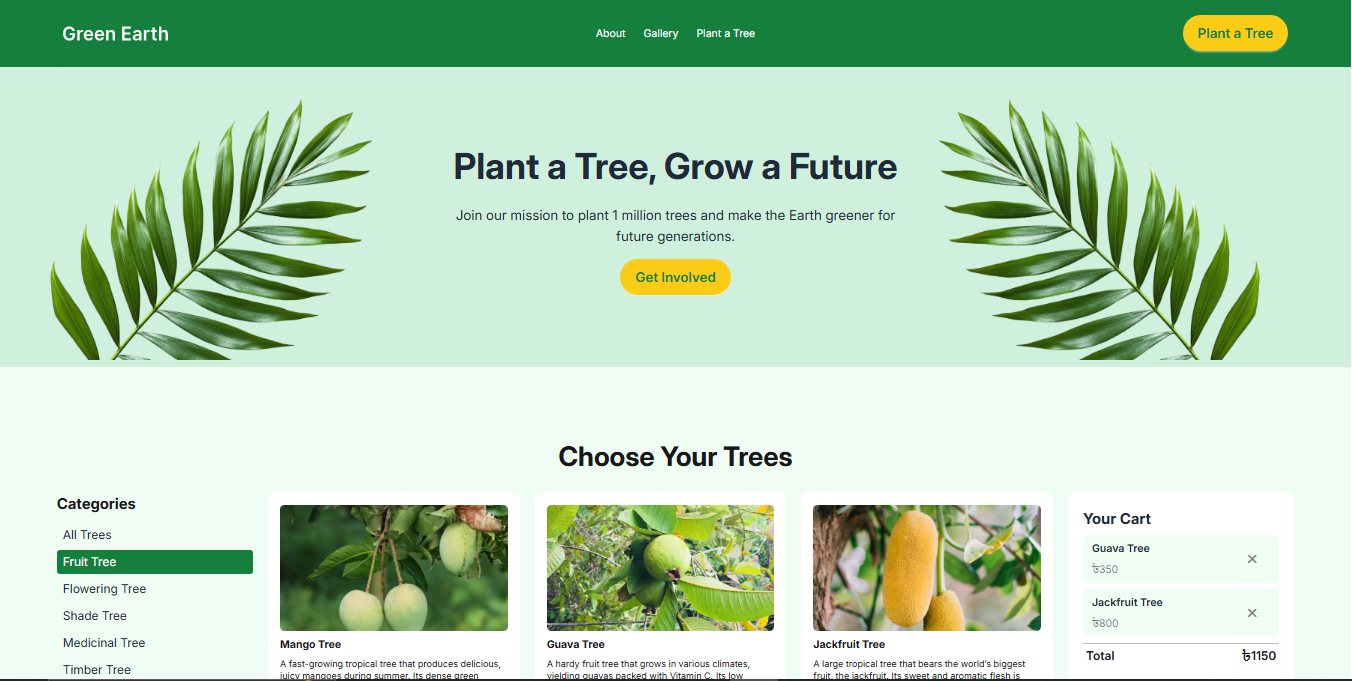 Green Earth
About
Gallery
Plant a Tree
Plant a Tree
Plant a Tree, Grow a Future
Join our mission to plant 1 million trees and make the Earth greener for
future generations.
Get Involved
Choose Your Trees
Categories
All Trees
Fruit Tree
Flowering Tree
Shade Tree
Medicinal Tree
Timber Tree
Mango Tree
A fast-growing tropical tree that produces delicious,
juicy mangoes during summer. Its dense green
Guava Tree
A hardy fruit tree that grows in various climates,
yielding guavas packed with Vitamin C. Its low
Jackfruit Tree
A large tropical tree that bears the world's biggest
fruit, the jackfruit. Its sweet and aromatic flesh is
Your Cart
Guava Tree
৳350
Jackfruit Tree
৳800
Total ৳1150